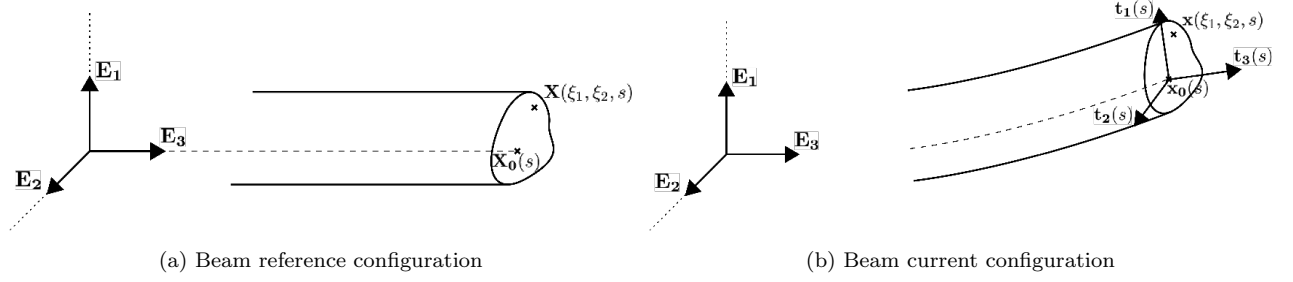 E₁
E₃
E₂
X(ξ₁, ξ₂, s)
X₀(s)
(a) Beam reference configuration
E₁
E₃
E₂
t₁(s)
x(ξ₁, ξ₂, s)
t₃(s)
x₀(s)
t₂(s)
(b) Beam current configuration